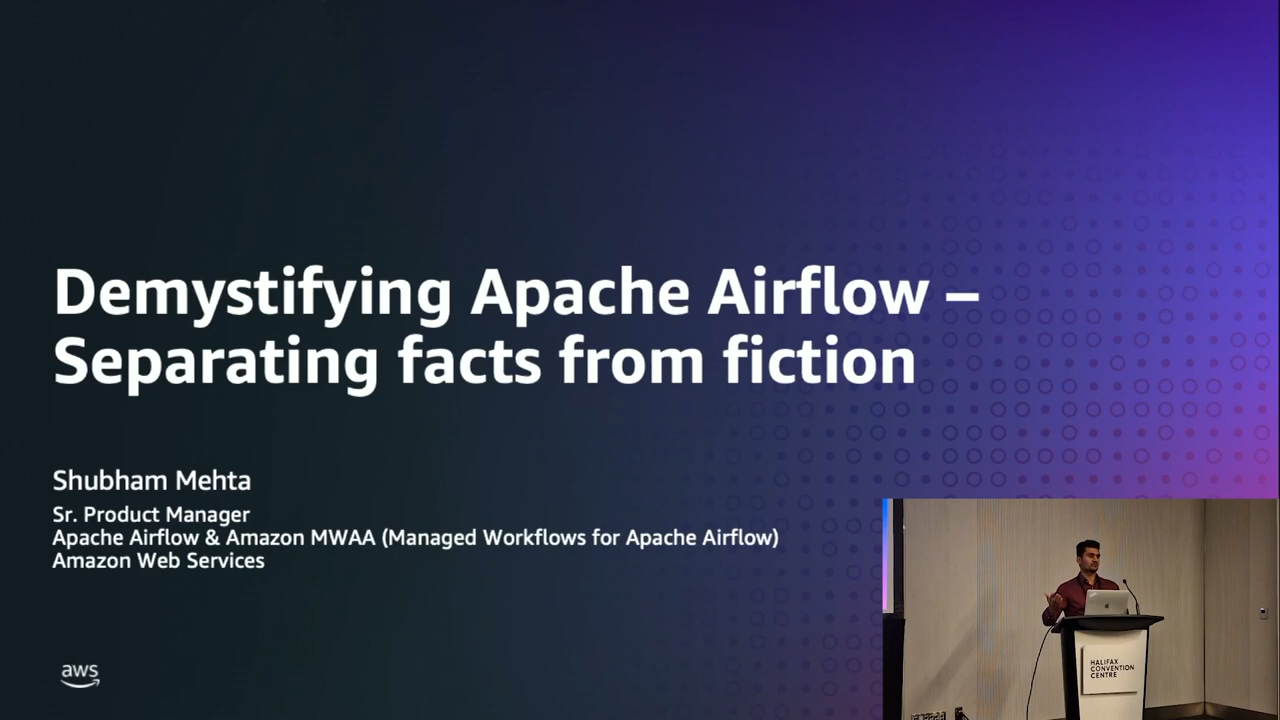 Demystifying Apache Airflow –
Separating facts from fiction
Shubham Mehta
Sr. Product Manager
Apache Airflow & Amazon MWAA (Managed Workflows for Apache Airflow)
Amazon Web Services
aws
HALIFAX
CONVENTION
CENTRE